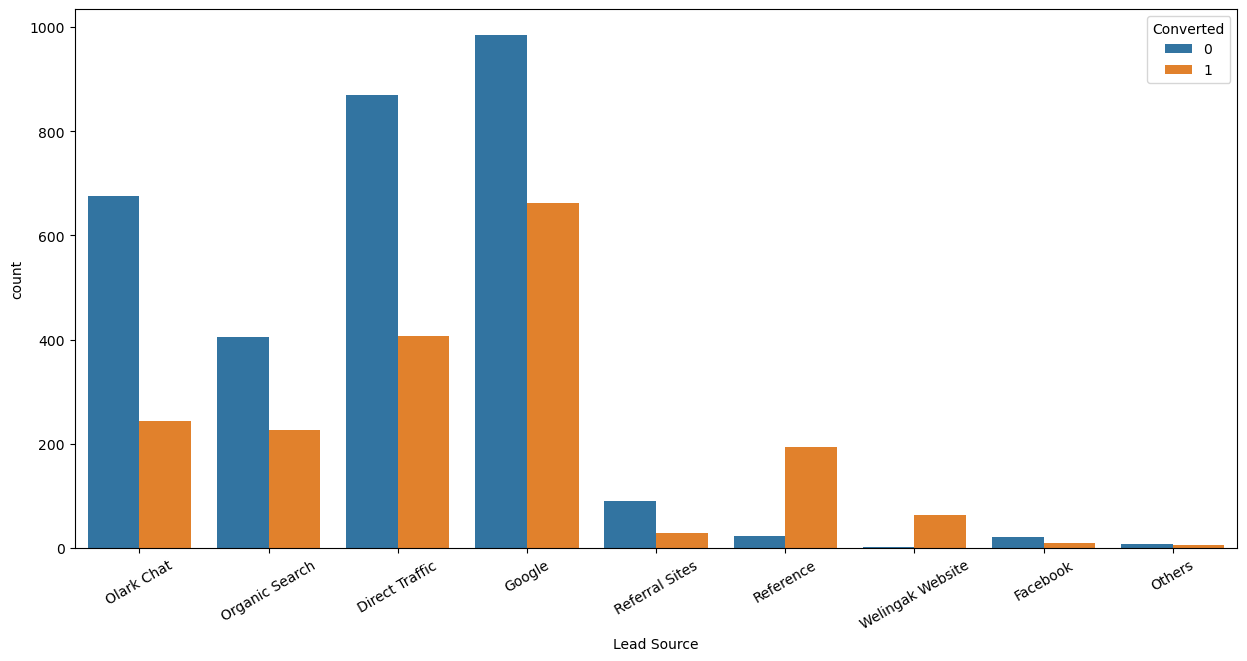 1000
800
600
400
200
0
count
Converted
0
1
Olark Chat
Organic Search
Direct Traffic
Google
Referral Sites
Reference
Welingak Website
Facebook
Others
Lead Source